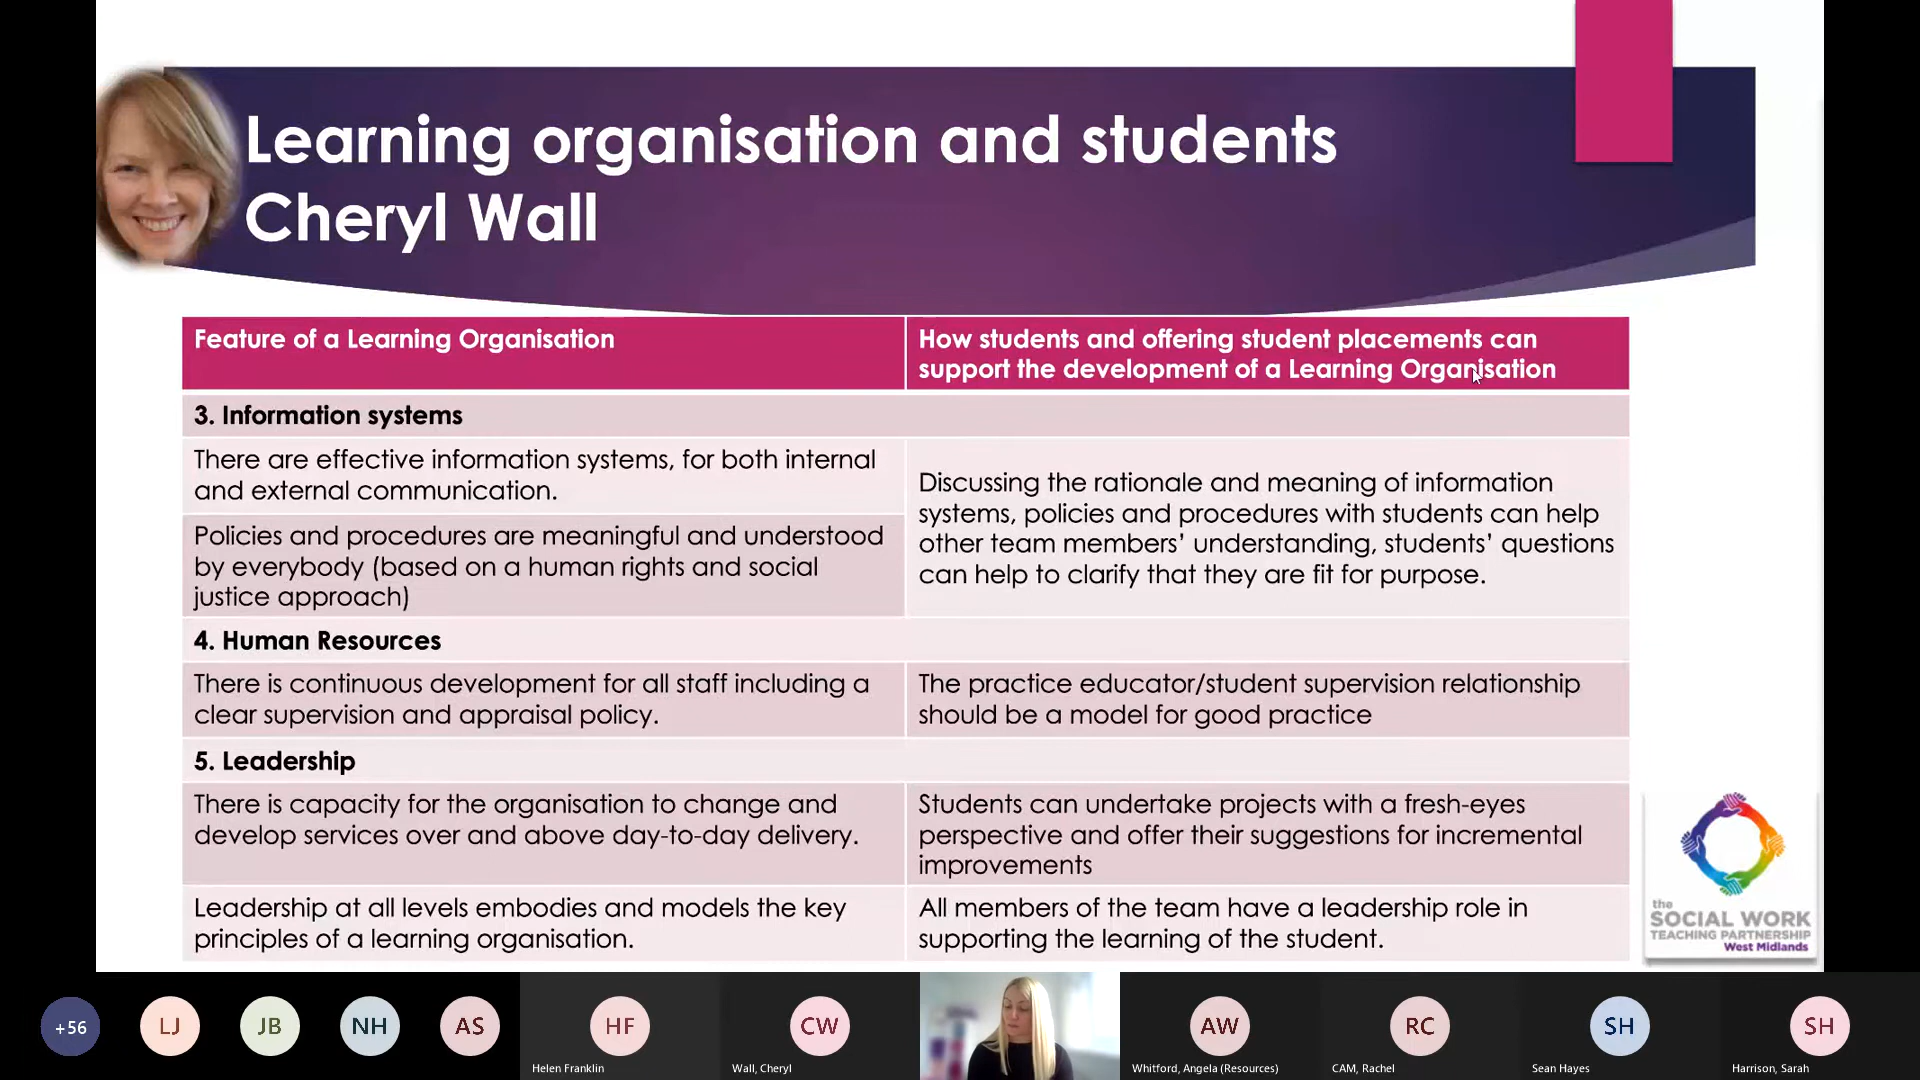 Learning organisation and students
Cheryl Wall
Feature of a Learning Organisation
How students and offering student placements can
support the development of a Learning Organisation
3. Information systems
There are effective information systems, for both internal
and external communication.
Policies and procedures are meaningful and understood
by everybody (based on a human rights and social
justice approach)
Discussing the rationale and meaning of information
systems, policies and procedures with students can help
other team members’ understanding, students’ questions
can help to clarify that they are fit for purpose.
4. Human Resources
There is continuous development for all staff including a
clear supervision and appraisal policy.
The practice educator/student supervision relationship
should be a model for good practice
5. Leadership
There is capacity for the organisation to change and
develop services over and above day-to-day delivery.
Students can undertake projects with a fresh-eyes
perspective and offer their suggestions for incremental
improvements
Leadership at all levels embodies and models the key
principles of a learning organisation.
All members of the team have a leadership role in
supporting the learning of the student.
the
SOCIAL WORK
TEACHING PARTNERSHIP
West Midlands
+56
LJ
JB
NH
AS
HF
Helen Franklin
CW
Wall, Cheryl
AW
Whitford, Angela (Resources)
RC
CAM, Rachel
SH
Sean Hayes
SH
Harrison, Sarah